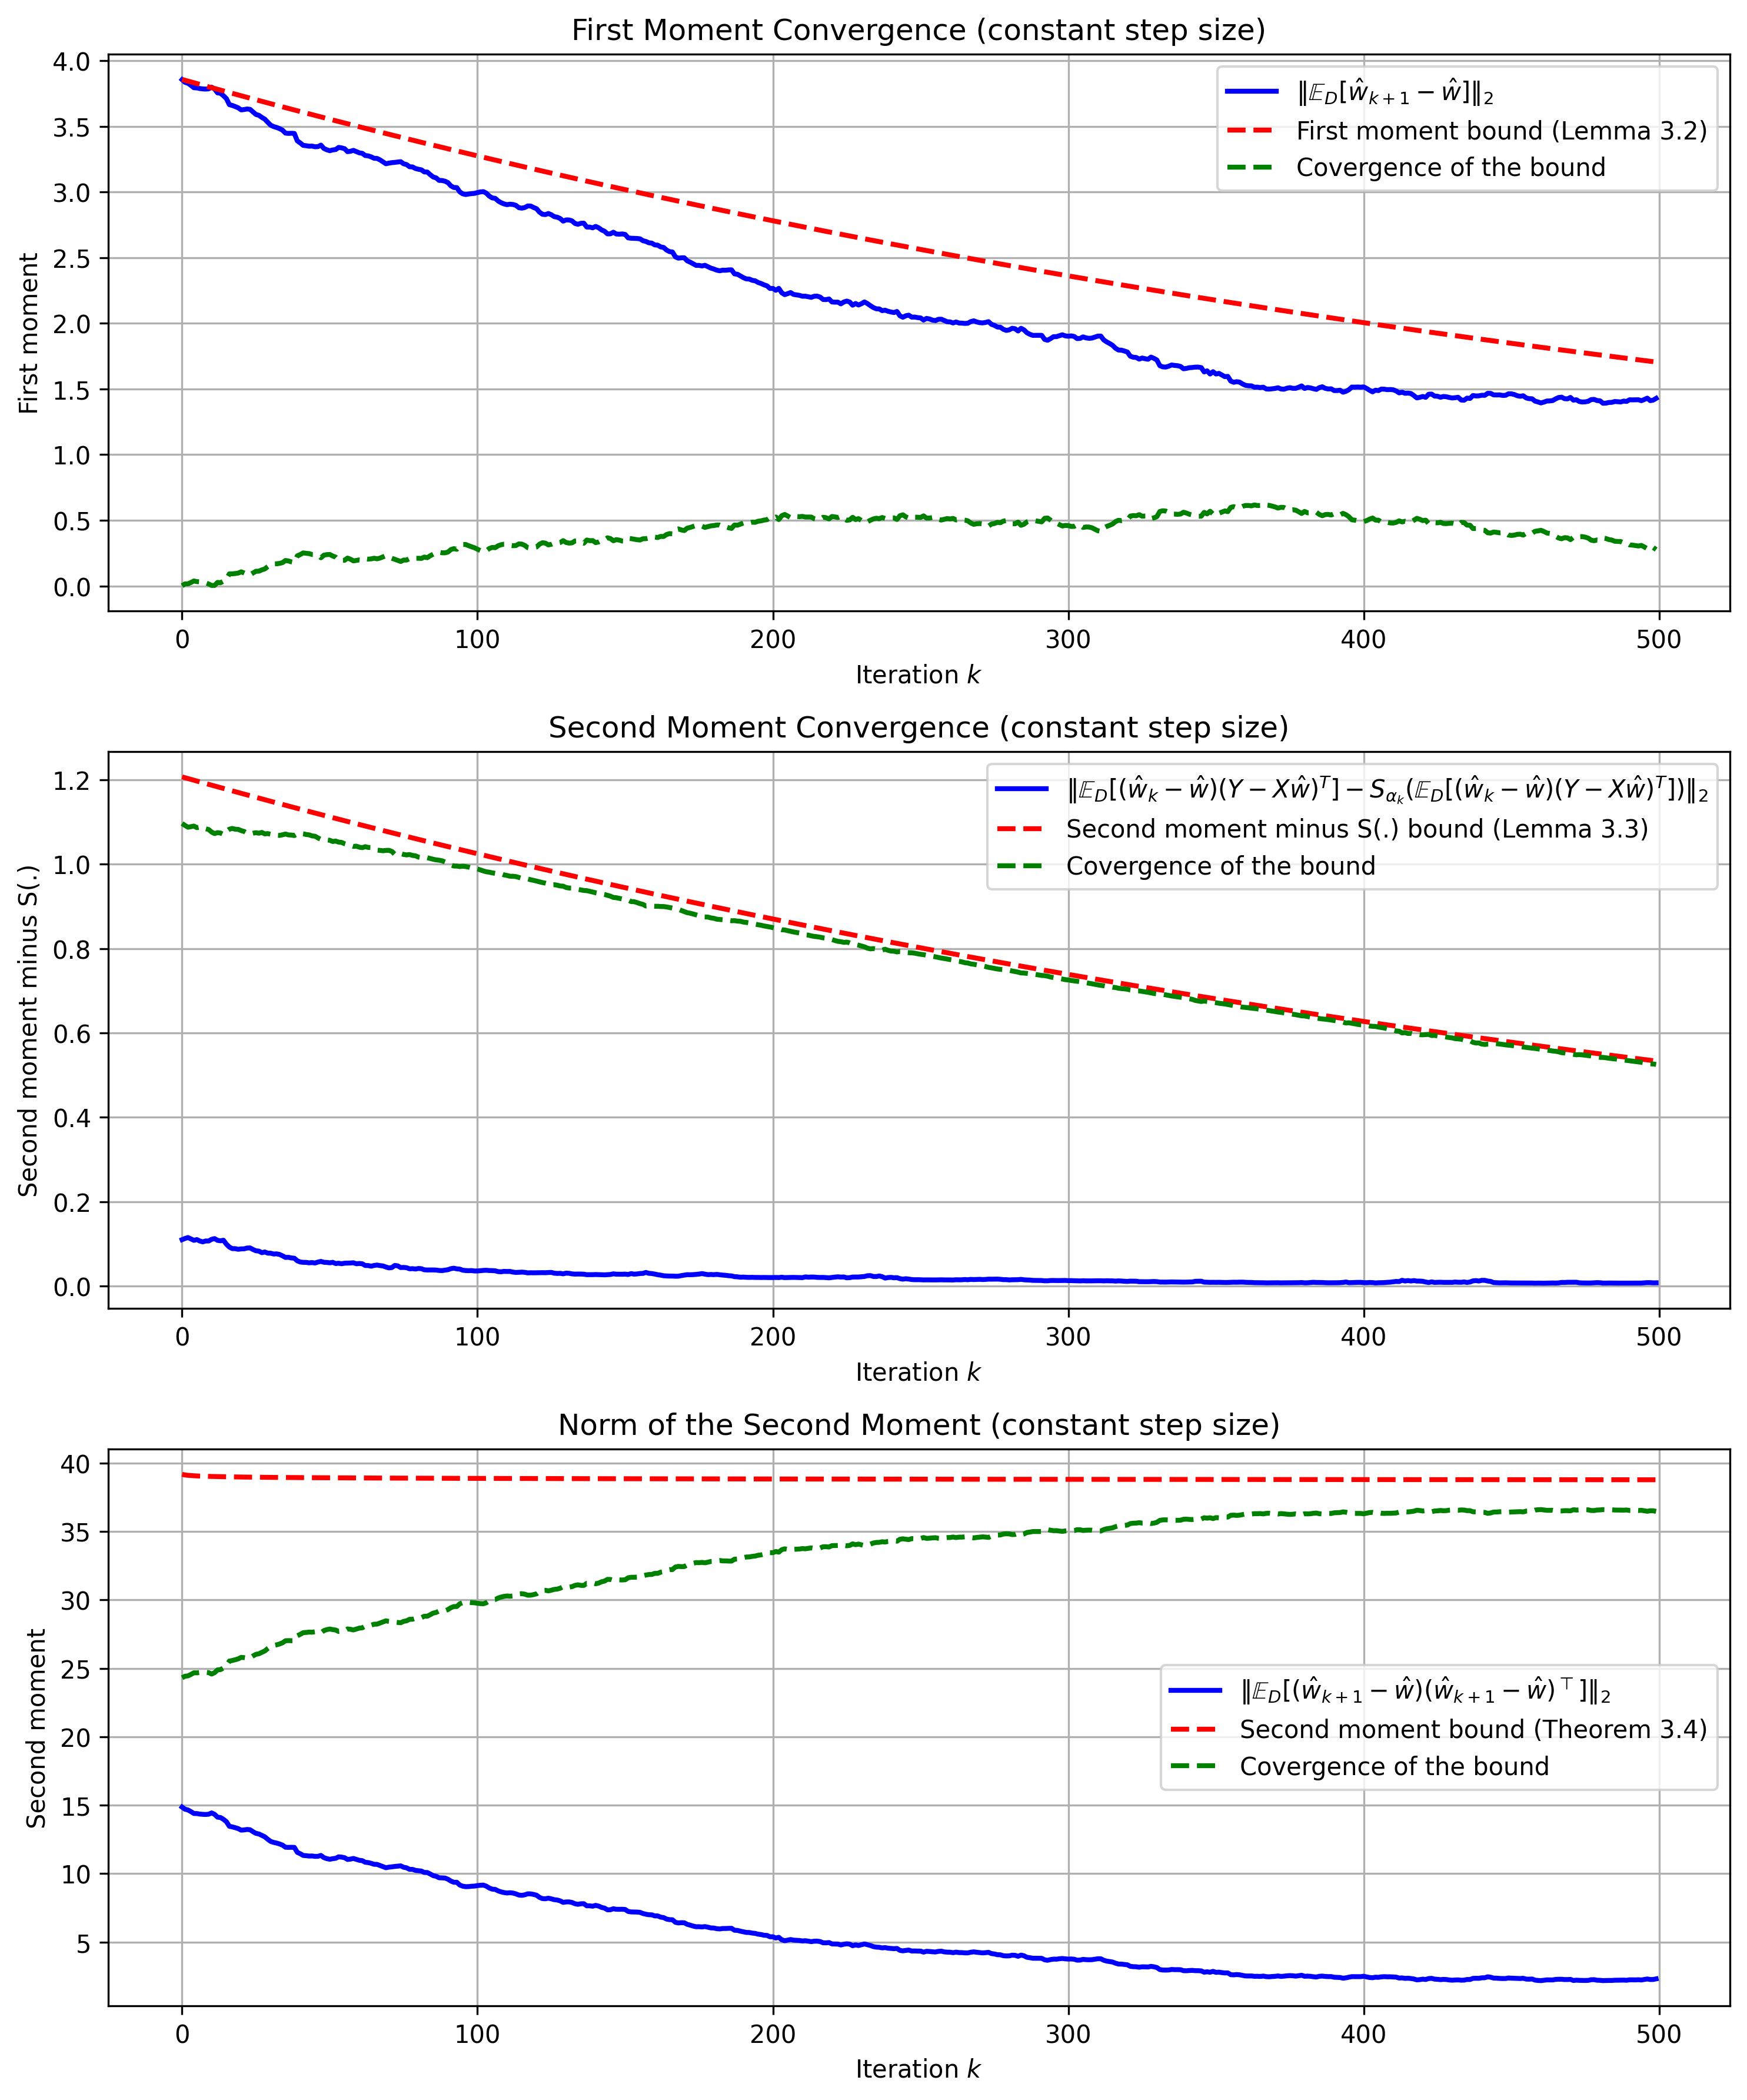 First Moment Convergence (constant step size)
4.0
3.5
3.0
2.5
2.0
1.5
1.0
0.5
0.0
First moment
‖𝔼_D[ŵ_{k+1} − ŵ]‖₂
First moment bound (Lemma 3.2)
Covergence of the bound
0 100 200 300 400 500
Iteration k
Second Moment Convergence (constant step size)
1.2
1.0
0.8
0.6
0.4
0.2
0.0
Second moment minus S(.)
‖𝔼_D[(ŵ_k − ŵ)(Y − Xŵ)^T] − S_{α_k}(𝔼_D[(ŵ_k − ŵ)(Y − Xŵ)^T])‖₂
Second moment minus S(.) bound (Lemma 3.3)
Covergence of the bound
0 100 200 300 400 500
Iteration k
Norm of the Second Moment (constant step size)
40
35
30
25
20
15
10
5
Second moment
‖𝔼_D[(ŵ_{k+1} − ŵ)(ŵ_{k+1} − ŵ)^⊤]‖₂
Second moment bound (Theorem 3.4)
Covergence of the bound
0 100 200 300 400 500
Iteration k